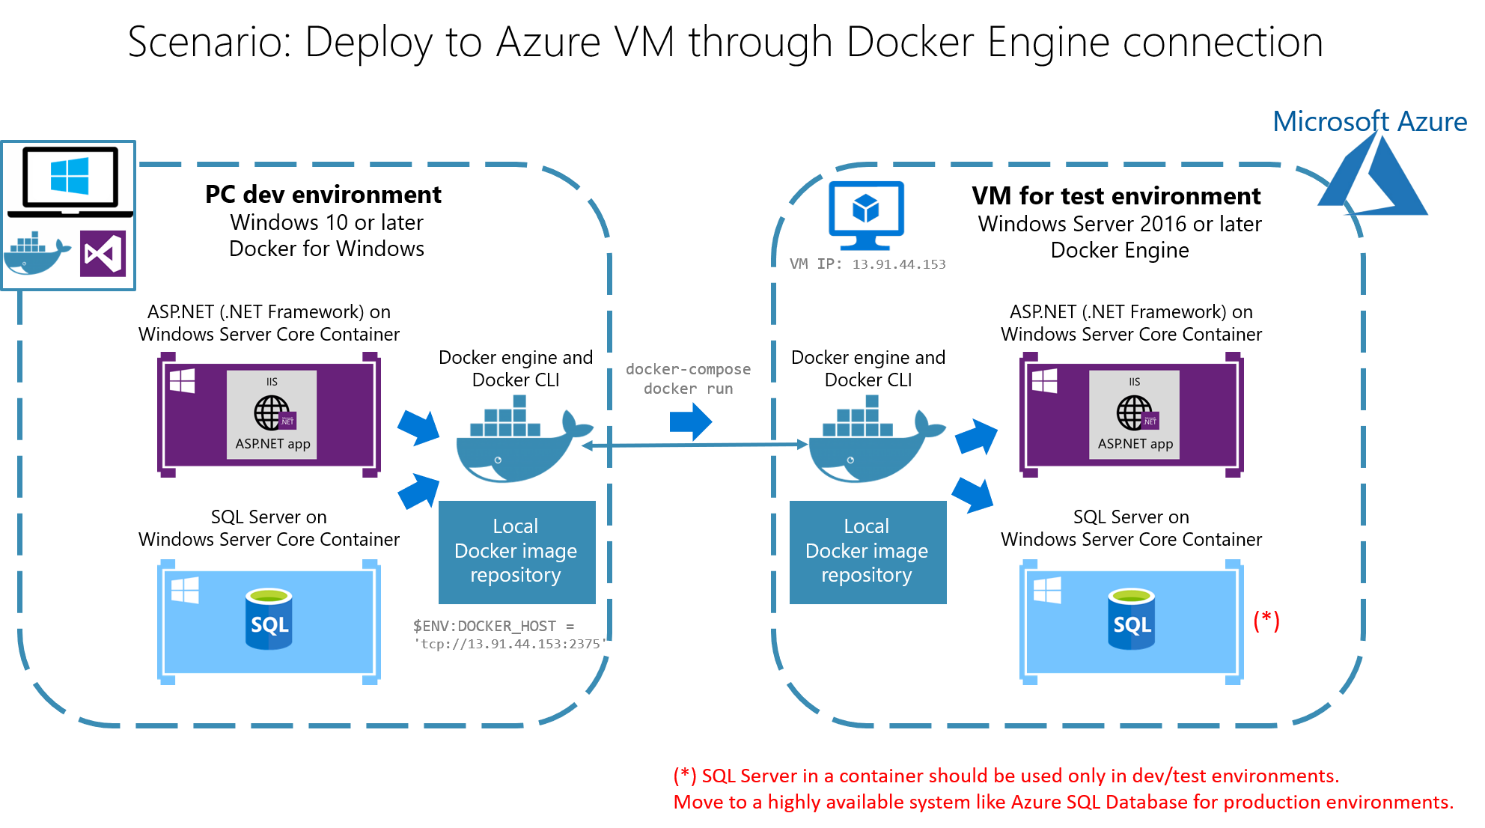 Scenario: Deploy to Azure VM through Docker Engine connection
Microsoft Azure
PC dev environment
Windows 10 or later
Docker for Windows
ASP.NET (.NET Framework) on
Windows Server Core Container
IIS
NET
ASP.NET app
SQL Server on
Windows Server Core Container
SQL
Docker engine and
Docker CLI
Local
Docker image
repository
$ENV:DOCKER_HOST =
'tcp://13.91.44.153:2375'
docker-compose
docker run
VM for test environment
Windows Server 2016 or later
Docker Engine
VM IP: 13.91.44.153
Docker engine and
Docker CLI
Local
Docker image
repository
ASP.NET (.NET Framework) on
Windows Server Core Container
IIS
NET
ASP.NET app
SQL Server on
Windows Server Core Container
SQL
(*)
(*) SQL Server in a container should be used only in dev/test environments.
Move to a highly available system like Azure SQL Database for production environments.